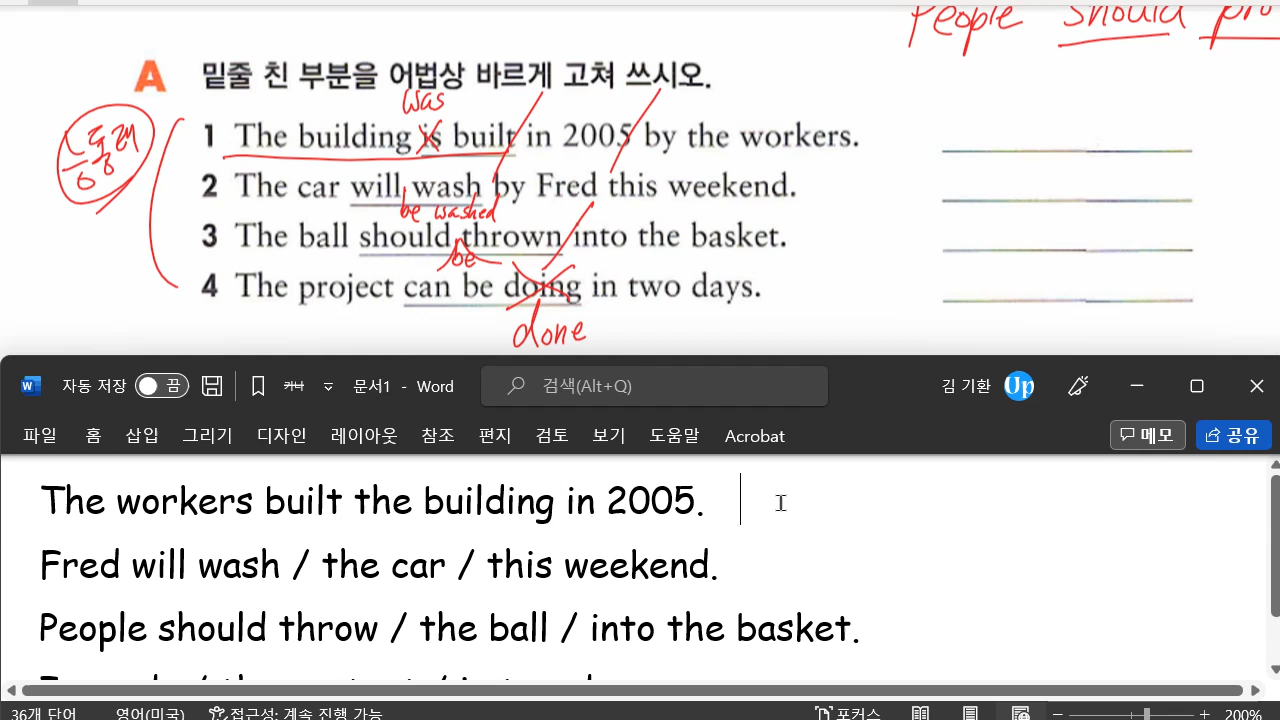 People should pro
A 밑줄 친 부분을 어법상 바르게 고쳐 쓰시오.
was
수동태
1 The building is built in 2005 by the workers.
2 The car will wash by Fred this weekend.
be washed
3 The ball should thrown into the basket.
be
4 The project can be doing in two days.
done
자동 저장 끔 문서1 - Word 검색(Alt+Q) 김 기환 Up
파일 홈 삽입 그리기 디자인 레이아웃 참조 편지 검토 보기 도움말 Acrobat 메모 공유
The workers built the building in 2005.
Fred will wash / the car / this weekend.
People should throw / the ball / into the basket.
36개 단어 영어(미국) 접근성: 계속 진행 가능 포커스 200%